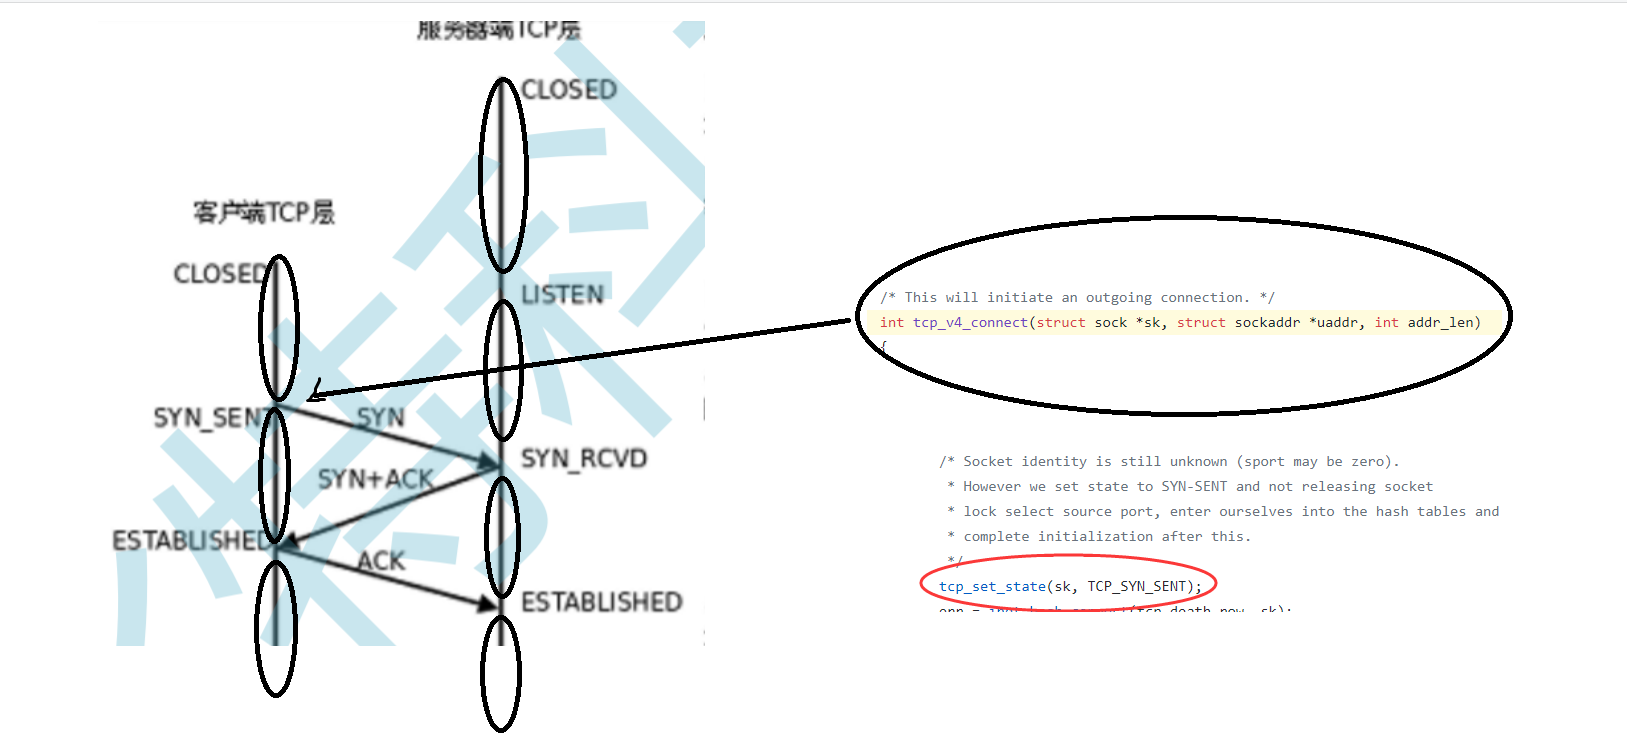 服务器端TCP层
CLOSED
客户端TCP层
CLOSED
LISTEN
SYN_SENT
SYN
SYN_RCVD
SYN+ACK
ESTABLISHED
ACK
ESTABLISHED
/* This will initiate an outgoing connection. */
int tcp_v4_connect(struct sock *sk, struct sockaddr *uaddr, int addr_len)
{
/* Socket identity is still unknown (sport may be zero).
* However we set state to SYN-SENT and not releasing socket
* lock select source port, enter ourselves into the hash tables and
* complete initialization after this.
*/
tcp_set_state(sk, TCP_SYN_SENT);